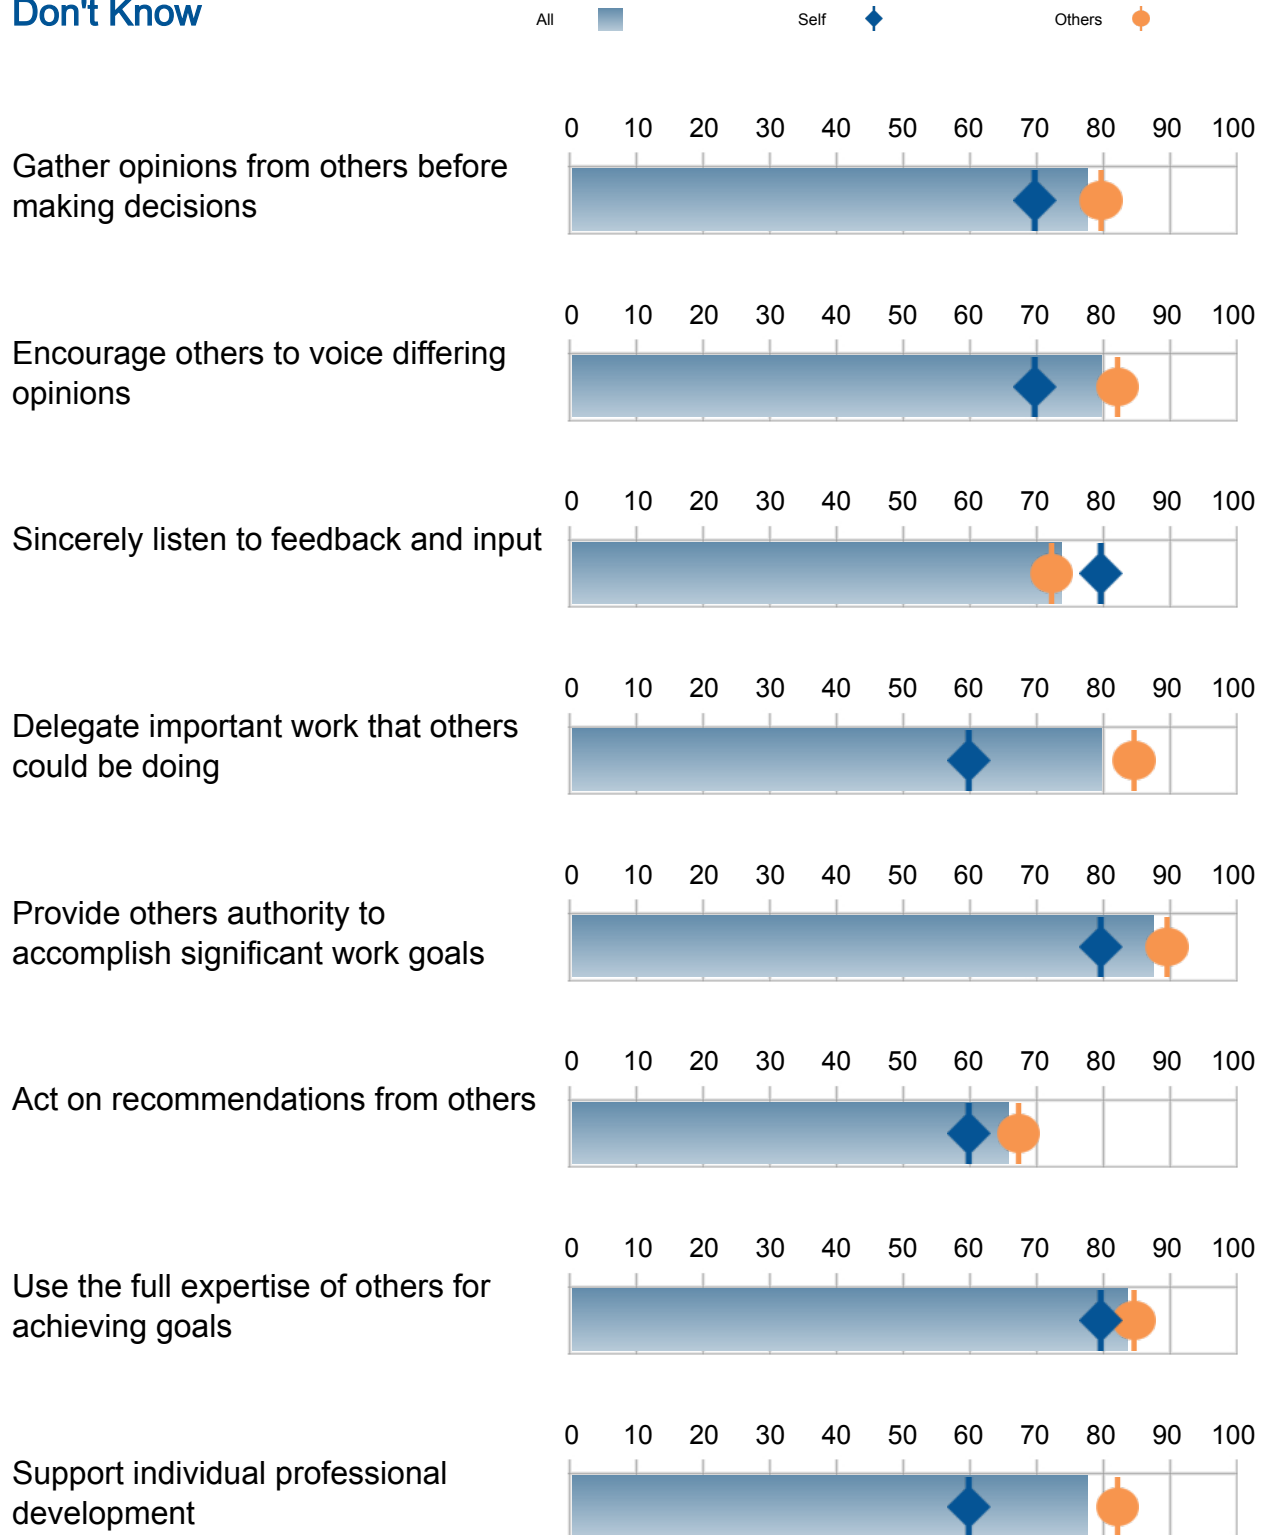 Don't Know
All Self Others
0 10 20 30 40 50 60 70 80 90 100
Gather opinions from others before
making decisions
0 10 20 30 40 50 60 70 80 90 100
Encourage others to voice differing
opinions
0 10 20 30 40 50 60 70 80 90 100
Sincerely listen to feedback and input
0 10 20 30 40 50 60 70 80 90 100
Delegate important work that others
could be doing
0 10 20 30 40 50 60 70 80 90 100
Provide others authority to
accomplish significant work goals
0 10 20 30 40 50 60 70 80 90 100
Act on recommendations from others
0 10 20 30 40 50 60 70 80 90 100
Use the full expertise of others for
achieving goals
0 10 20 30 40 50 60 70 80 90 100
Support individual professional
development